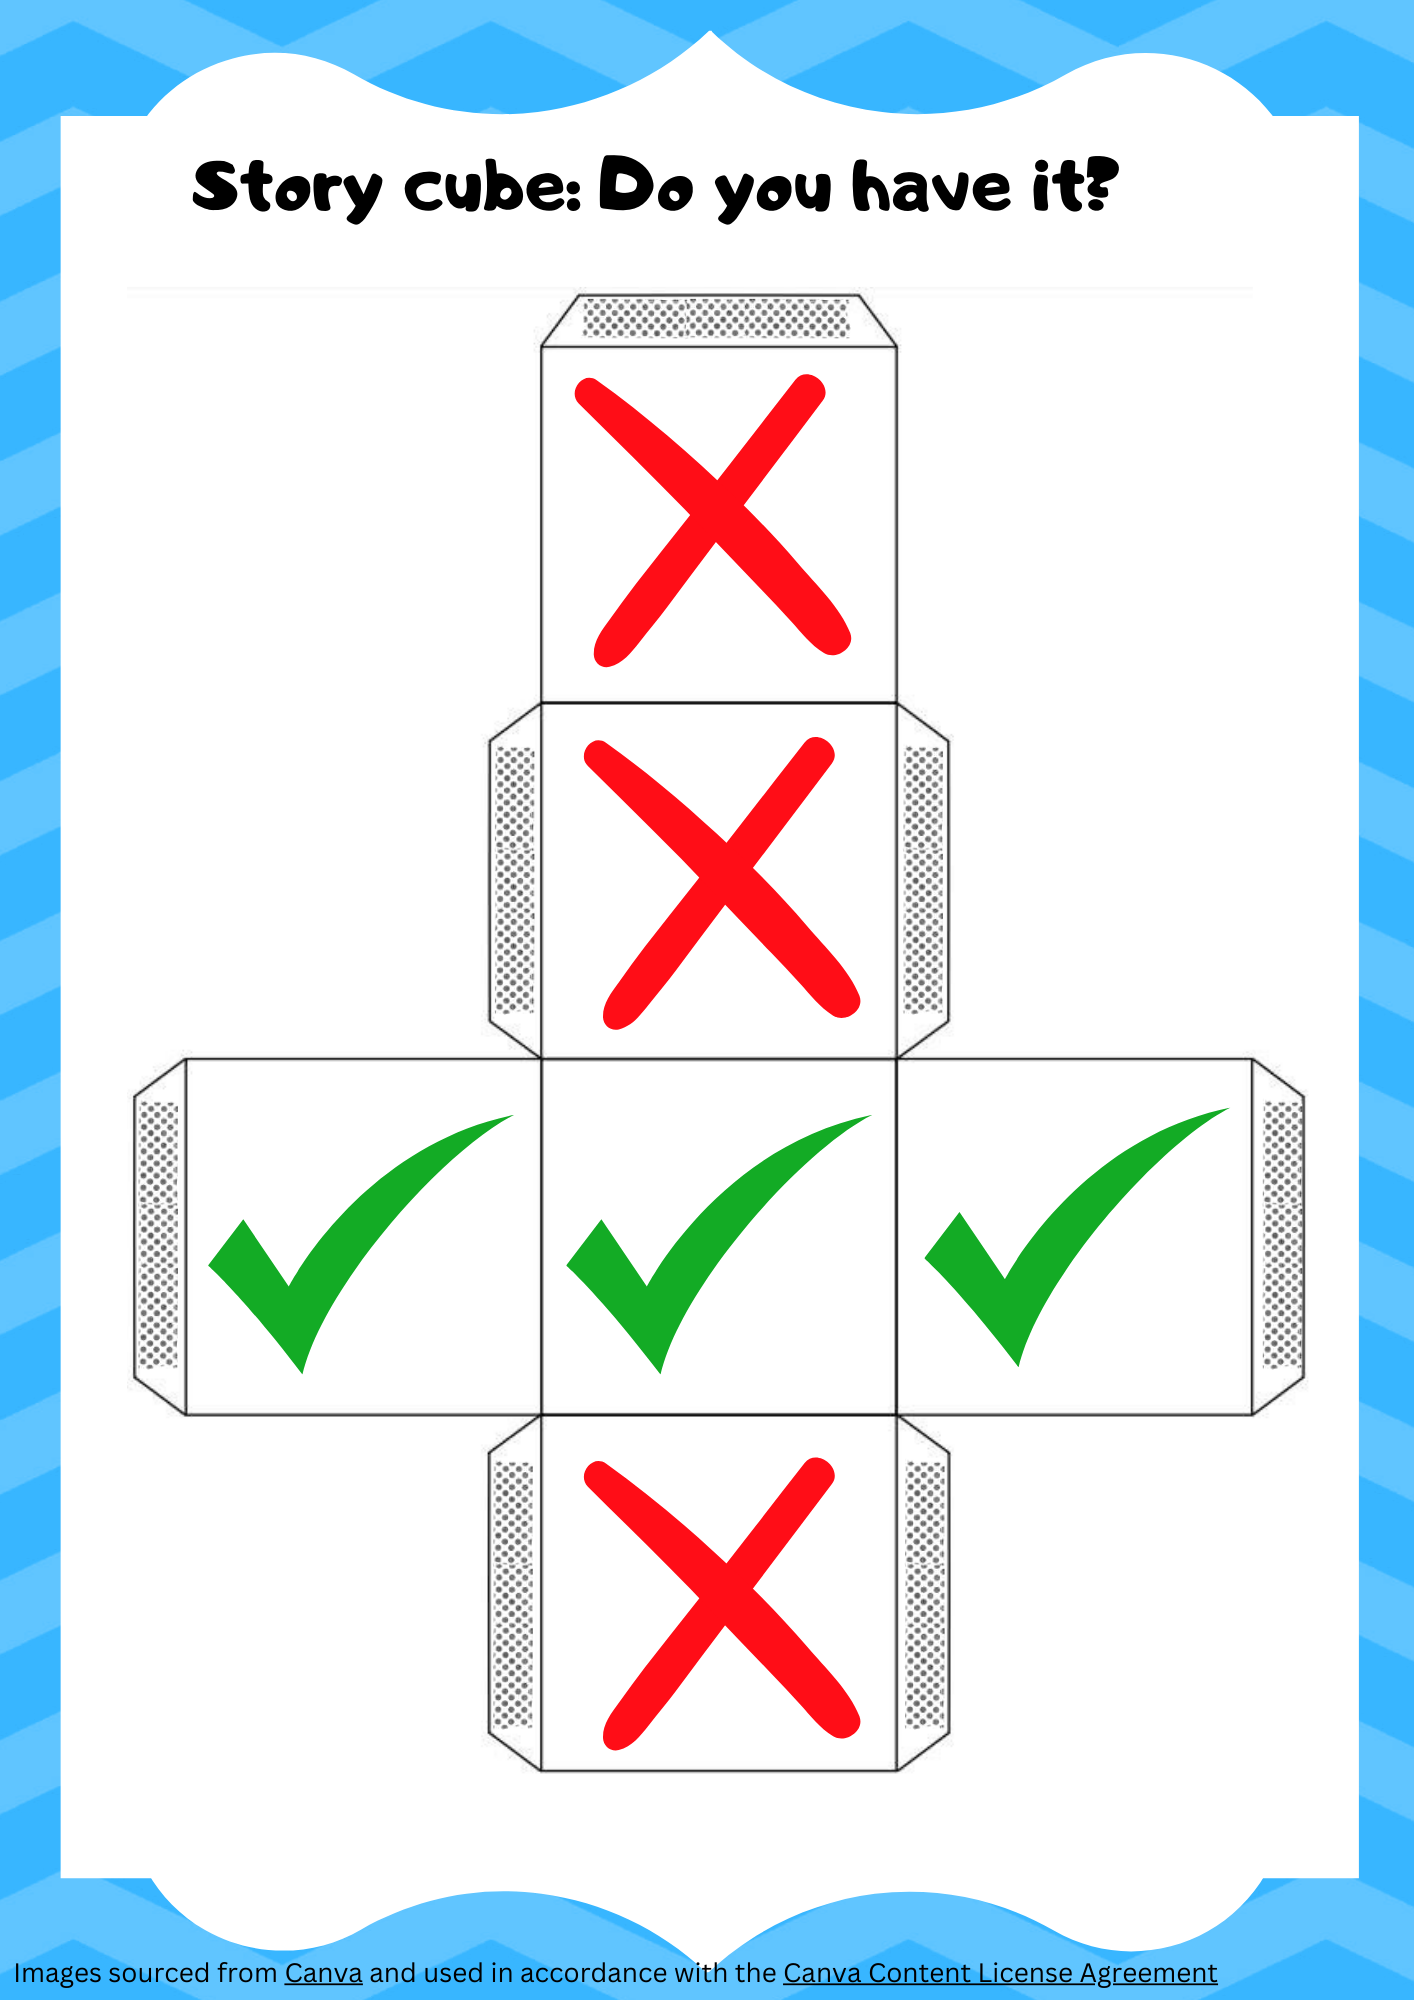 Story cube: Do you have it?
Images sourced from Canva and used in accordance with the Canva Content License Agreement